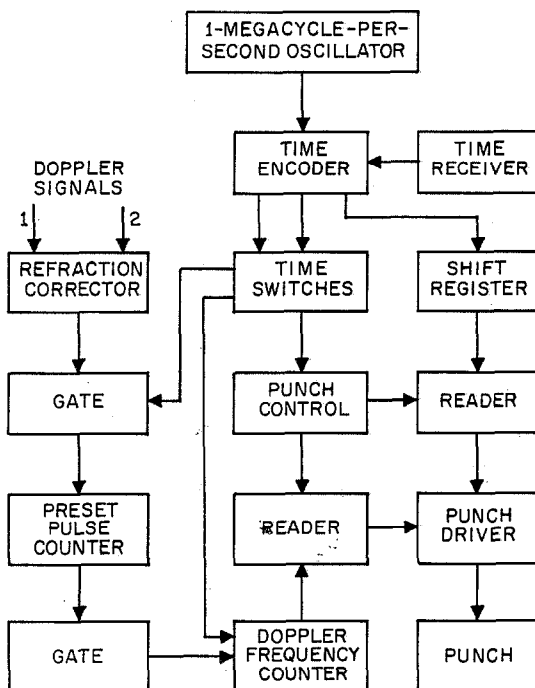 1-MEGACYCLE-PER-
SECOND OSCILLATOR
TIME
ENCODER
TIME
RECEIVER
DOPPLER
SIGNALS
1
2
REFRACTION
CORRECTOR
TIME
SWITCHES
SHIFT
REGISTER
GATE
PUNCH
CONTROL
READER
PRESET
PULSE
COUNTER
READER
PUNCH
DRIVER
GATE
DOPPLER
FREQUENCY
COUNTER
PUNCH